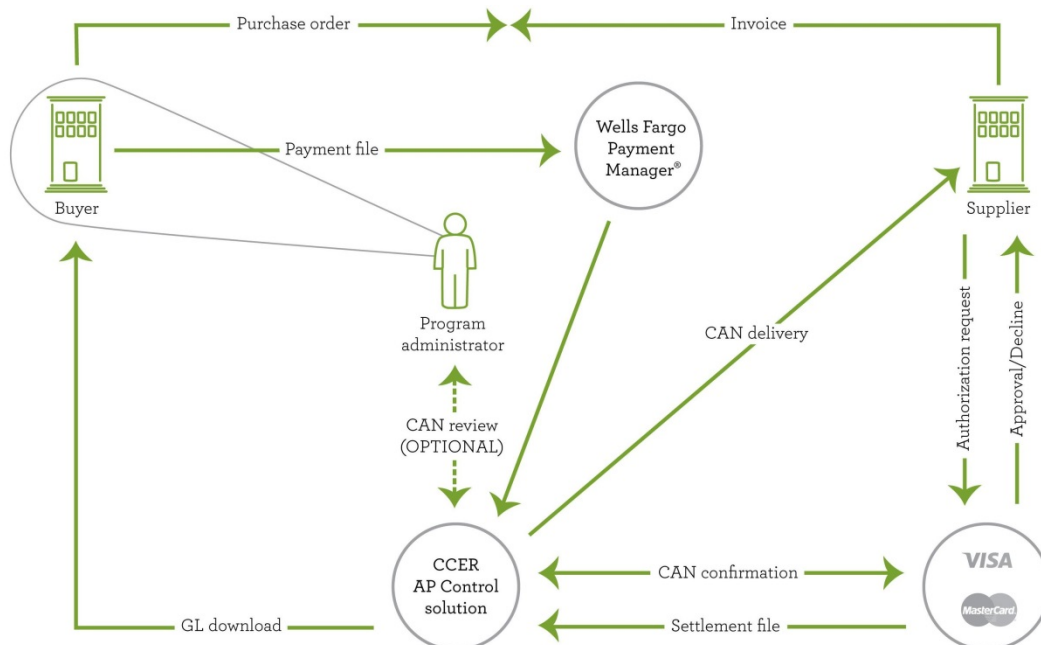 Purchase order
Invoice
Wells Fargo
Payment
Manager®
Payment file
Buyer
Supplier
Program
administrator
CAN delivery
Authorization request
Approval/Decline
CAN review
(OPTIONAL)
CCER
AP Control
solution
CAN confirmation
VISA
MasterCard
GL download
Settlement file